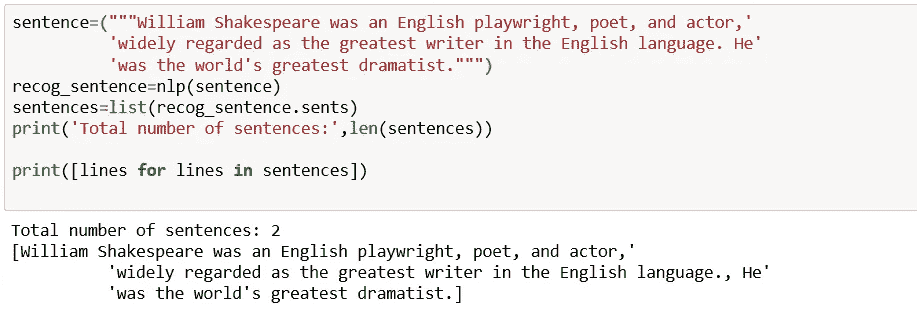 sentence=("""William Shakespeare was an English playwright, poet, and actor,'
'widely regarded as the greatest writer in the English language. He'
'was the world's greatest dramatist.""")
recog_sentence=nlp(sentence)
sentences=list(recog_sentence.sents)
print('Total number of sentences:',len(sentences))
print([lines for lines in sentences])
Total number of sentences: 2
[William Shakespeare was an English playwright, poet, and actor,'
'widely regarded as the greatest writer in the English language., He'
'was the world's greatest dramatist.]